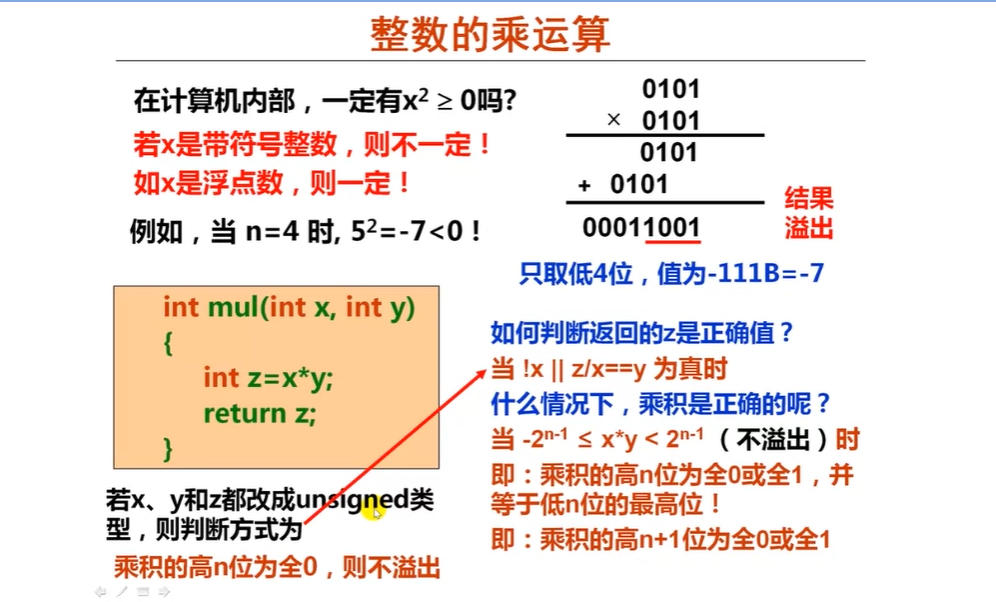 整数的乘运算
在计算机内部，一定有x² ≥ 0吗?
若x是带符号整数，则不一定！
如x是浮点数，则一定！
例如，当 n=4 时, 5²=-7<0！
0101
× 0101
0101
+ 0101
00011001
结果
溢出
只取低4位，值为-111B=-7
int mul(int x, int y)
{
int z=x*y;
return z;
}
若x、y和z都改成unsigned类
型，则判断方式为
乘积的高n位为全0，则不溢出
如何判断返回的z是正确值？
当 !x || z/x==y 为真时
什么情况下，乘积是正确的呢？
当 -2ⁿ⁻¹ ≤ x*y < 2ⁿ⁻¹（不溢出）时
即：乘积的高n位为全0或全1，并
等于低n位的最高位！
即：乘积的高n+1位为全0或全1